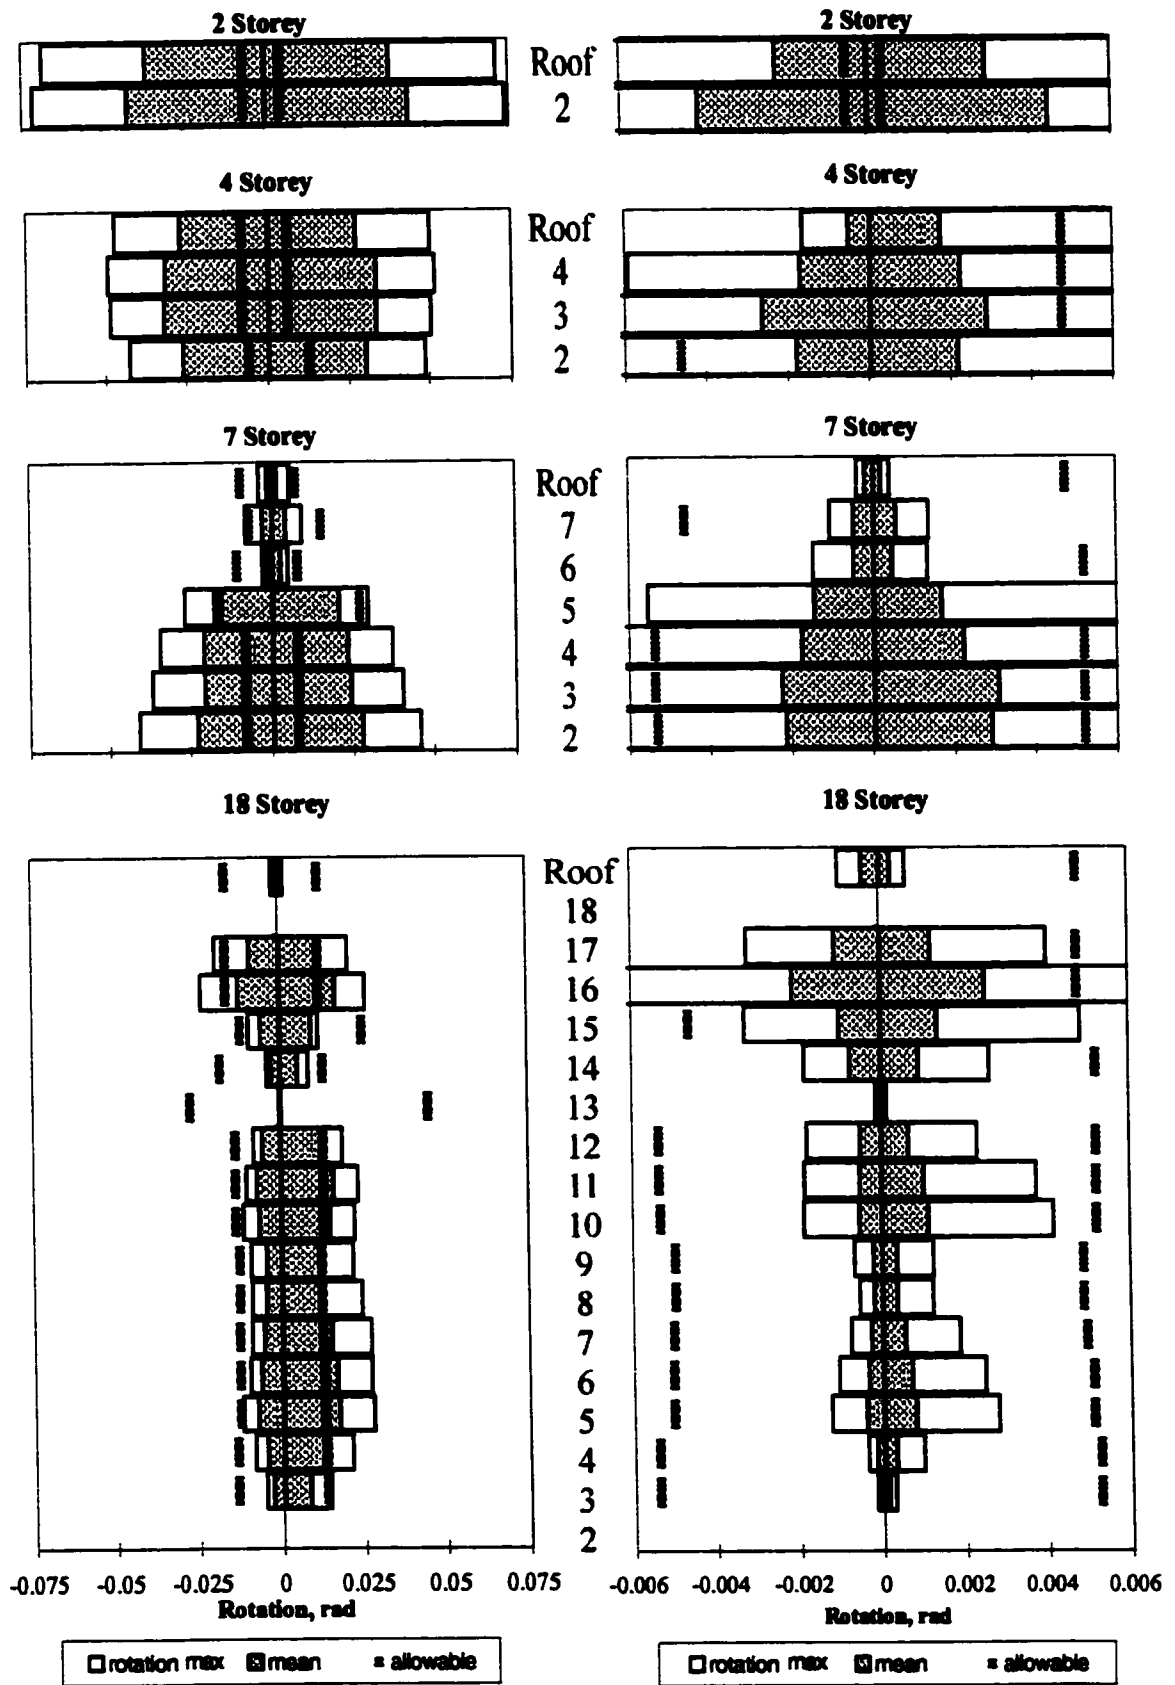 2 Storey
2 Storey
Roof
2
4 Storey
4 Storey
Roof
4
3
2
7 Storey
7 Storey
Roof
7
6
5
4
3
2
18 Storey
18 Storey
Roof
18
17
16
15
14
13
12
11
10
9
8
7
6
5
4
3
2
-0.075 -0.05 -0.025 0 0.025 0.05 0.075
-0.006 -0.004 -0.002 0 0.002 0.004 0.006
Rotation, rad
Rotation, rad
rotation max mean allowable
rotation max mean allowable